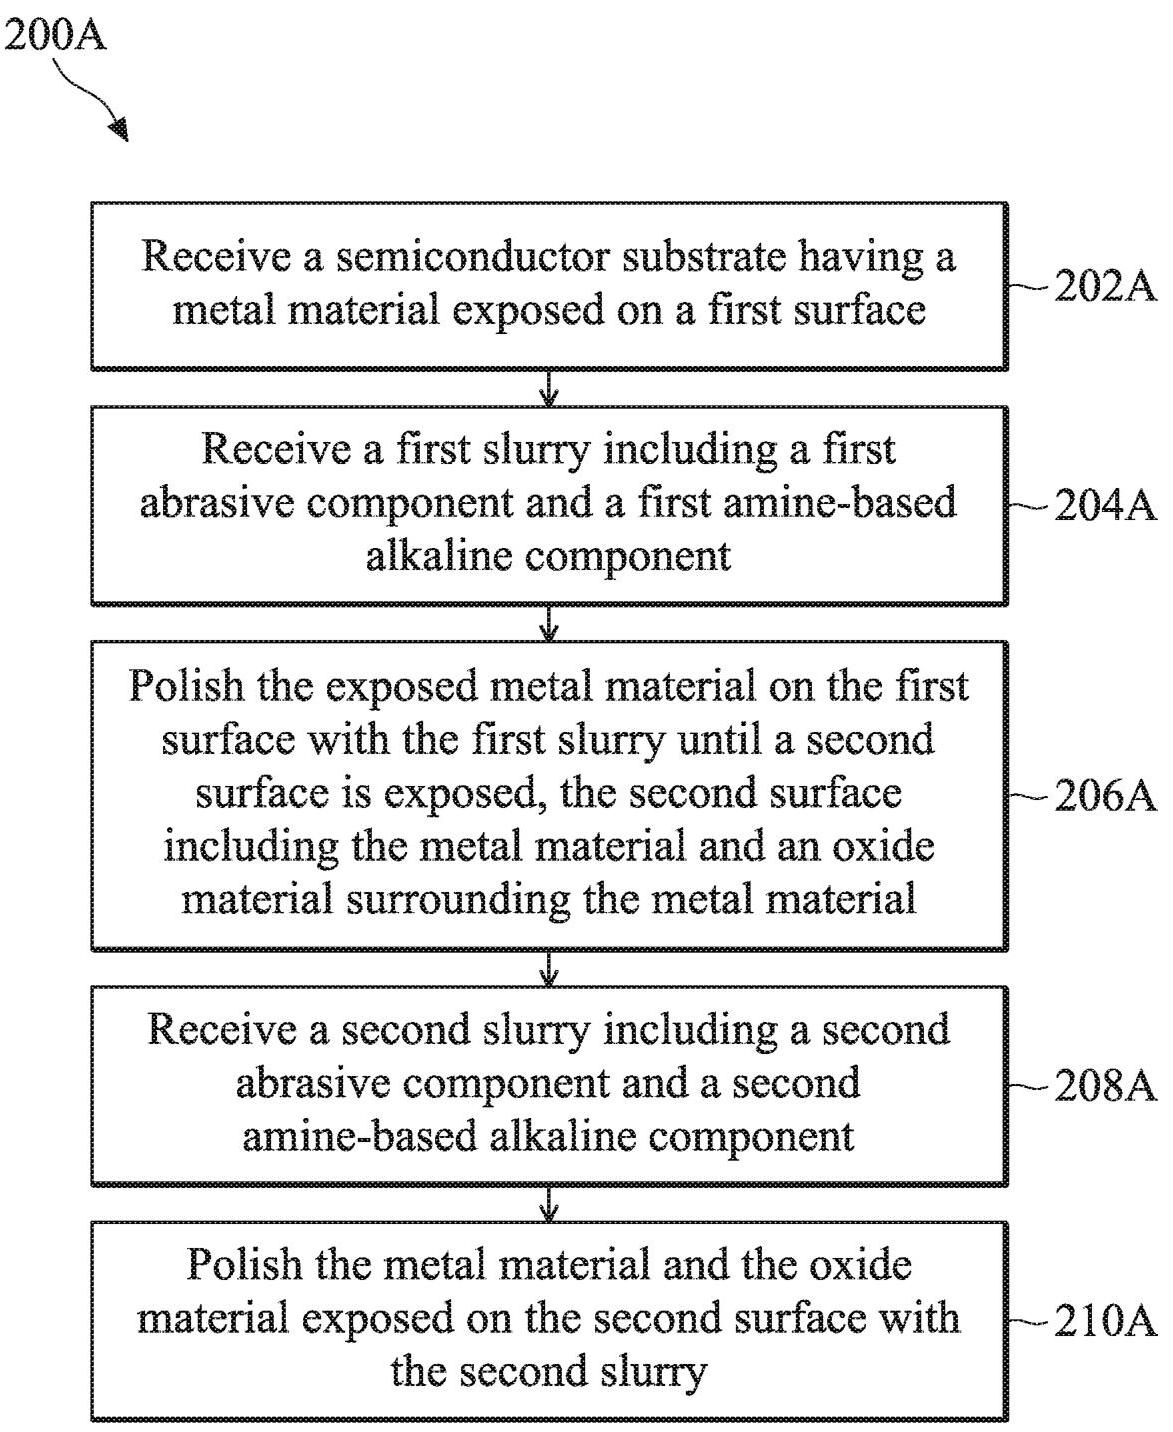 200A
Receive a semiconductor substrate having a
metal material exposed on a first surface
202A
Receive a first slurry including a first
abrasive component and a first amine-based
alkaline component
204A
Polish the exposed metal material on the first
surface with the first slurry until a second
surface is exposed, the second surface
including the metal material and an oxide
material surrounding the metal material
206A
Receive a second slurry including a second
abrasive component and a second
amine-based alkaline component
208A
Polish the metal material and the oxide
material exposed on the second surface with
the second slurry
210A